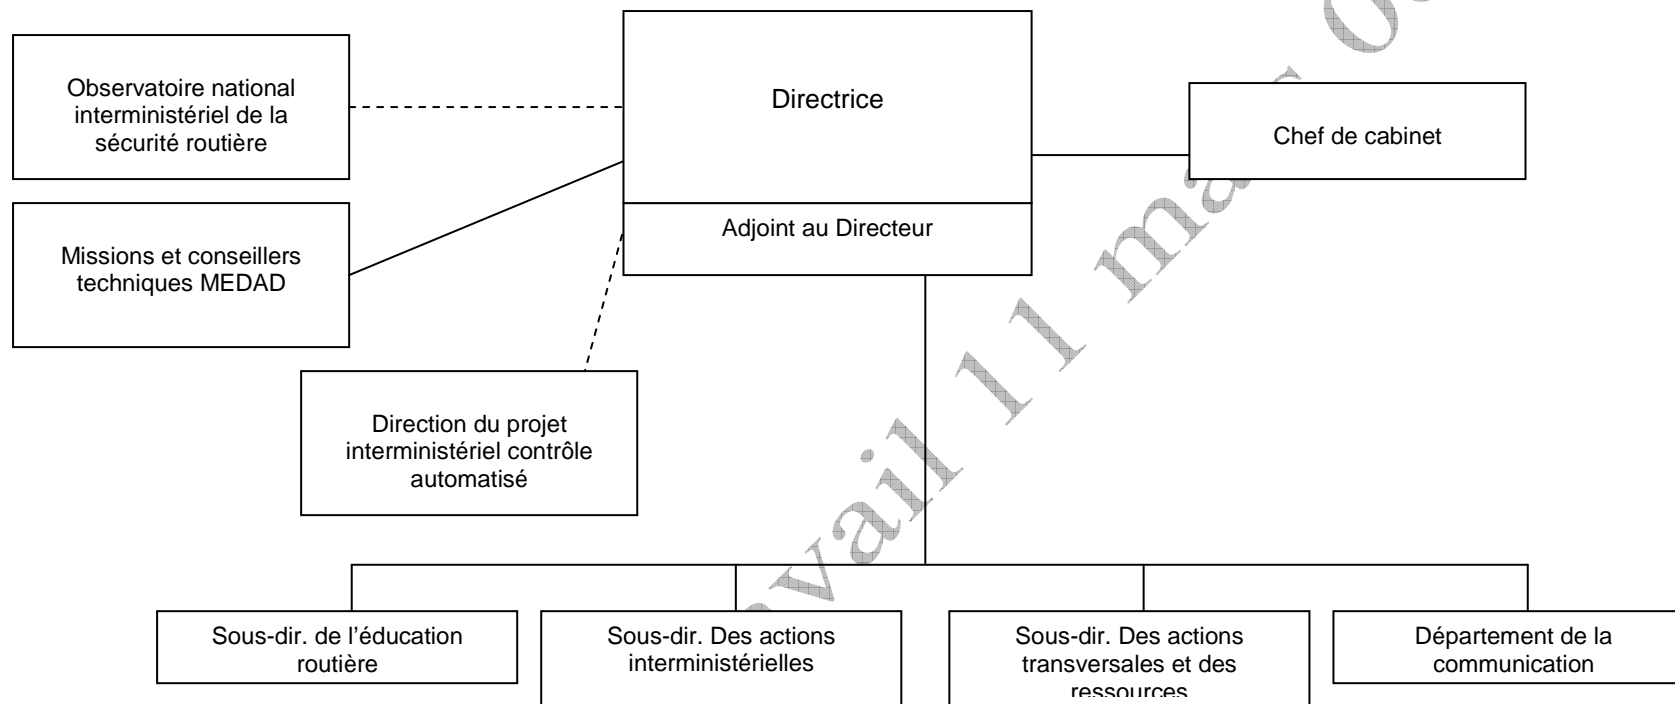 Directrice
Observatoire national
interministériel de la
sécurité routière
Chef de cabinet
Adjoint au Directeur
Missions et conseillers
techniques MEDAD
Direction du projet
interministériel contrôle
automatisé
Sous-dir. de l’éducation
routière
Sous-dir. Des actions
interministérielles
Sous-dir. Des actions
transversales et des
ressources
Département de la
communication
11